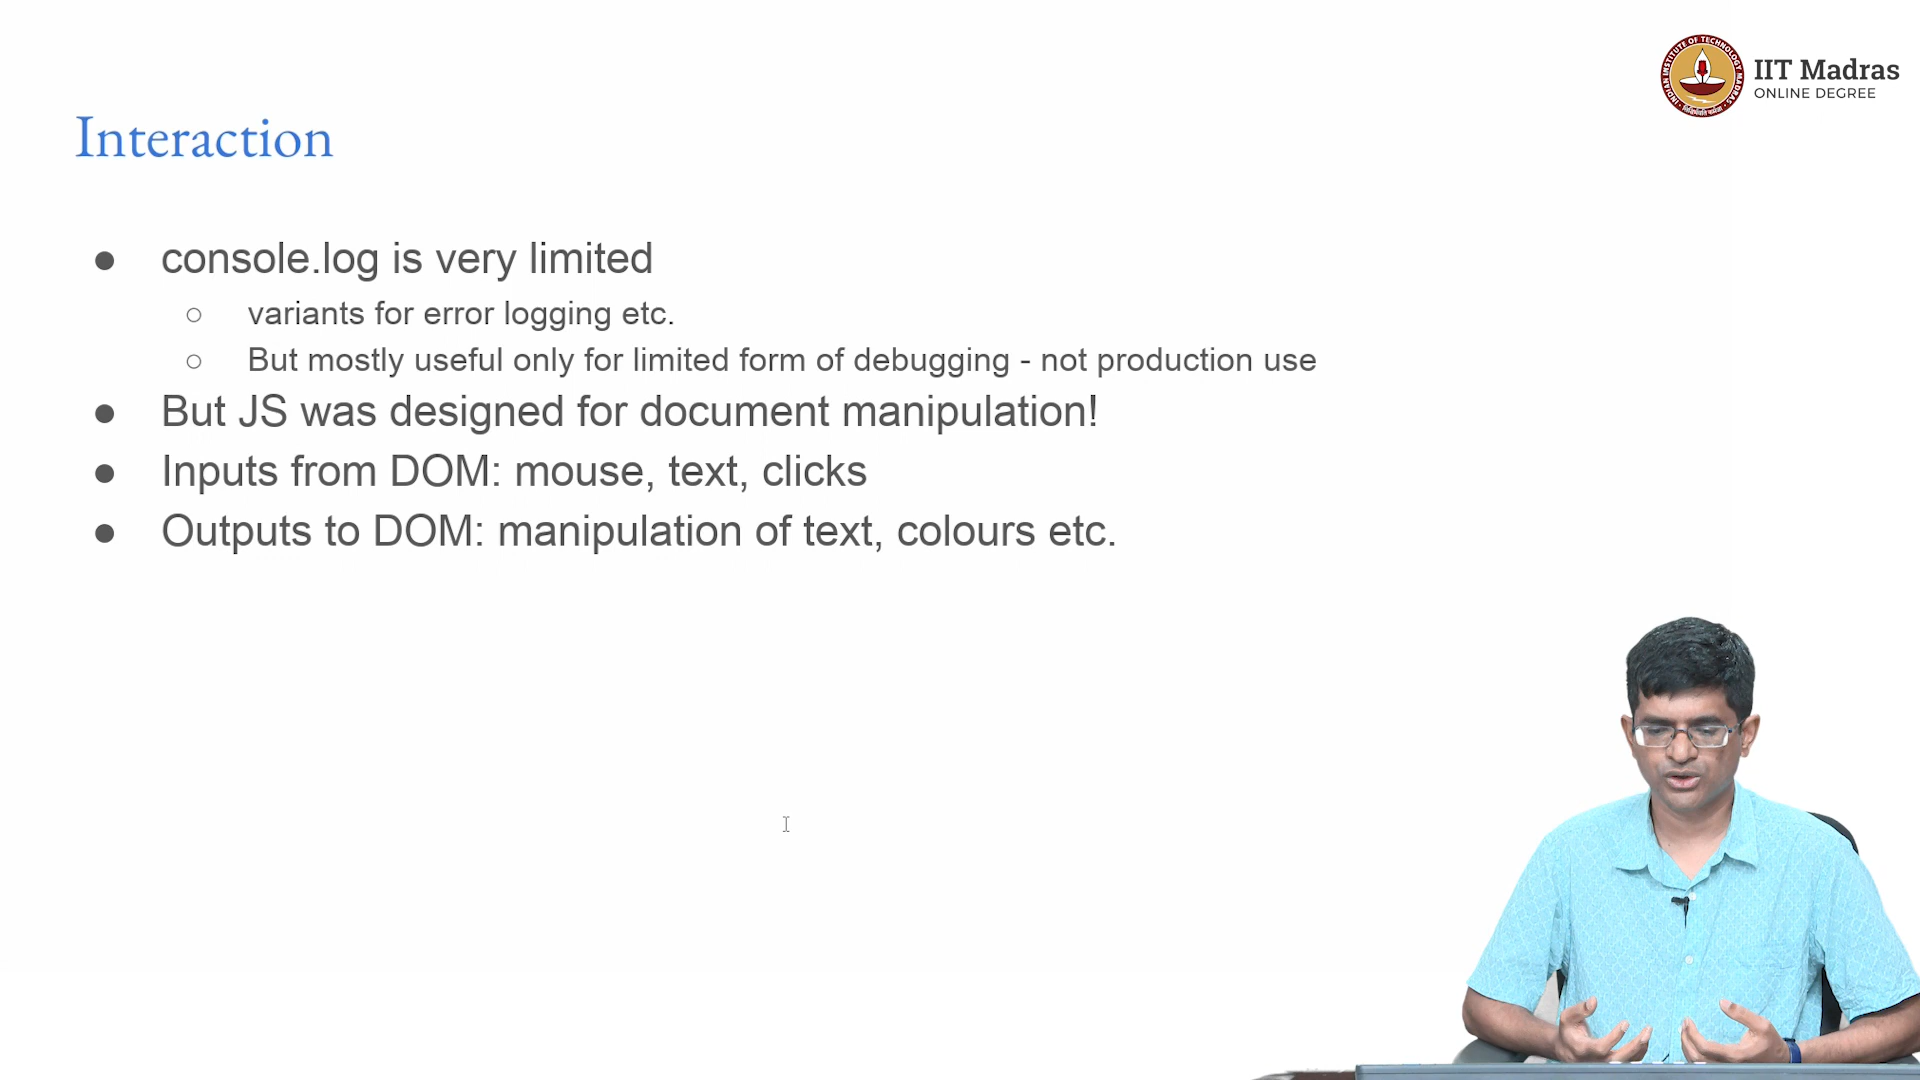 IIT Madras
ONLINE DEGREE
Interaction
● console.log is very limited
○ variants for error logging etc.
○ But mostly useful only for limited form of debugging - not production use
● But JS was designed for document manipulation!
● Inputs from DOM: mouse, text, clicks
● Outputs to DOM: manipulation of text, colours etc.